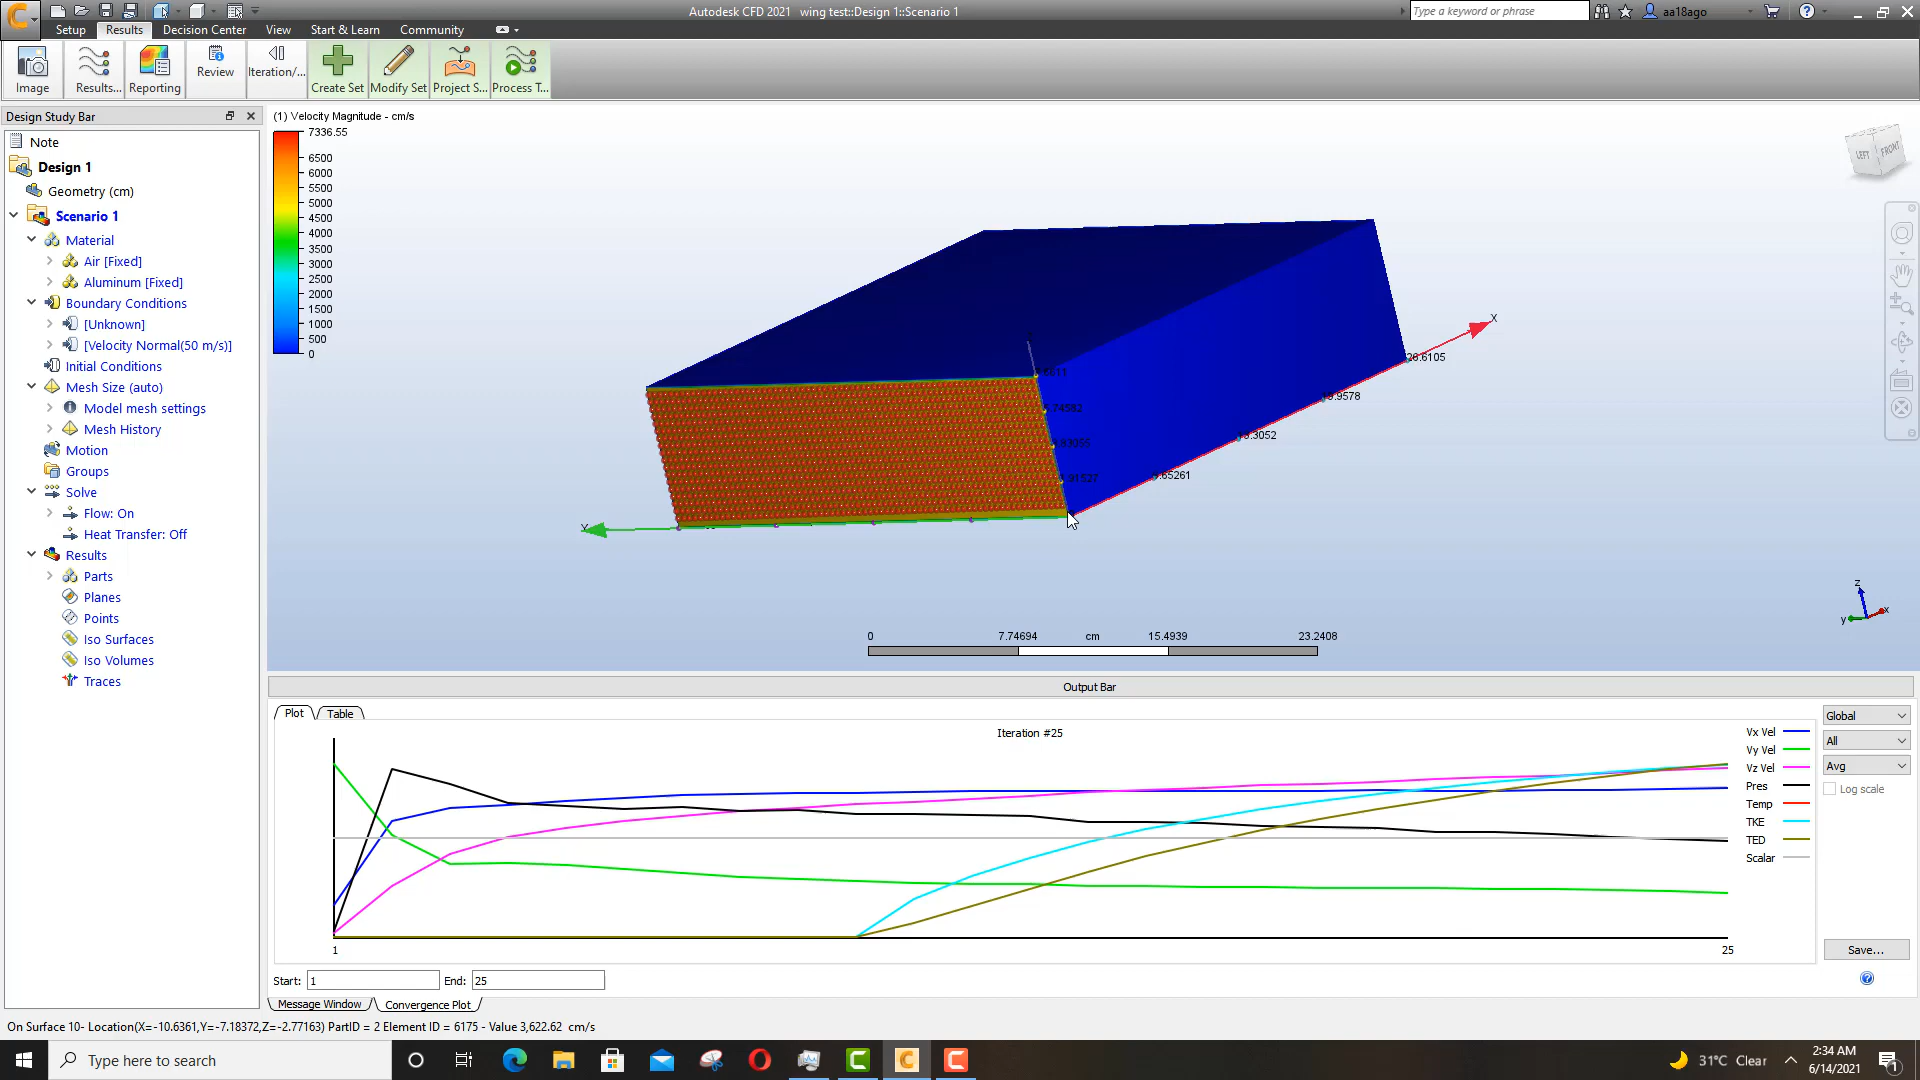 Autodesk CFD 2021   wing test::Design 1::Scenario 1
Type a keyword or phrase
aa18ago
Setup
Results
Decision Center
View
Start & Learn
Community
Image
Results...
Reporting
Review
Iteration/...
Create Set
Modify Set
Project S...
Process T...
Design Study Bar
Note
Design 1
Geometry (cm)
Scenario 1
Material
Air [Fixed]
Aluminum [Fixed]
Boundary Conditions
[Unknown]
[Velocity Normal(50 m/s)]
Initial Conditions
Mesh Size (auto)
Model mesh settings
Mesh History
Motion
Groups
Solve
Flow: On
Heat Transfer: Off
Results
Parts
Planes
Points
Iso Surfaces
Iso Volumes
Traces
(1) Velocity Magnitude - cm/s
7336.55
6500
6000
5500
5000
4500
4000
3500
3000
2500
2000
1500
1000
500
0
LEFT
FRONT
X
26.6105
3.3052
Y
z
x
y
0
7.74694
cm
15.4939
23.2408
Output Bar
Plot
Table
Iteration #25
Vx Vel
Vy Vel
Vz Vel
Pres
Temp
TKE
TED
Scalar
1
25
Global
All
Avg
Log scale
Save...
Start: 1
End: 25
Message Window
Convergence Plot
On Surface 10- Location(X=-10.6361,Y=-7.18372,Z=-2.77163) PartID = 2 Element ID = 6175 - Value 3,622.62  cm/s
Type here to search
31°C  Clear
2:34 AM
6/14/2021
1